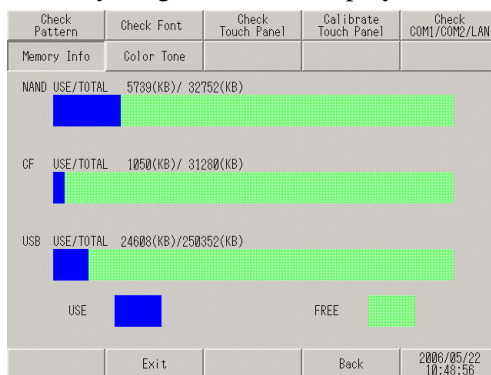 Check Pattern
Check Font
Check Touch Panel
Calibrate Touch Panel
Check COM1/COM2/LAN
Memory Info
Color Tone
NAND USE/TOTAL 5739(KB)/ 32752(KB)
CF USE/TOTAL 1050(KB)/ 31280(KB)
USB USE/TOTAL 24608(KB)/250352(KB)
USE
FREE
Exit
Back
2006/05/22
10:48:56